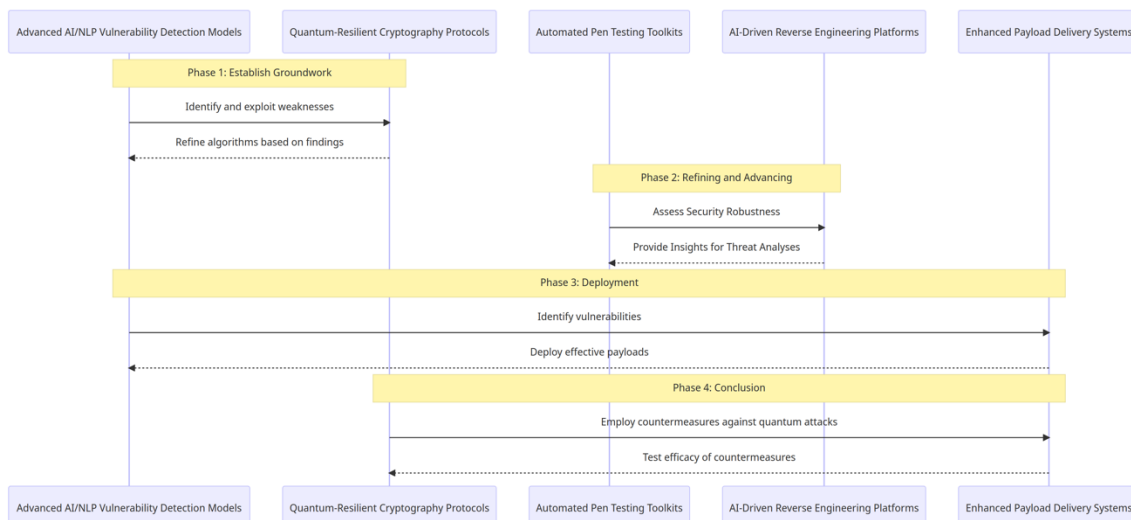 Advanced AI/NLP Vulnerability Detection Models
Quantum-Resilient Cryptography Protocols
Automated Pen Testing Toolkits
AI-Driven Reverse Engineering Platforms
Enhanced Payload Delivery Systems
Phase 1: Establish Groundwork
Identify and exploit weaknesses
Refine algorithms based on findings
Phase 2: Refining and Advancing
Assess Security Robustness
Provide Insights for Threat Analyses
Phase 3: Deployment
Identify vulnerabilities
Deploy effective payloads
Phase 4: Conclusion
Employ countermeasures against quantum attacks
Test efficacy of countermeasures
Advanced AI/NLP Vulnerability Detection Models
Quantum-Resilient Cryptography Protocols
Automated Pen Testing Toolkits
AI-Driven Reverse Engineering Platforms
Enhanced Payload Delivery Systems